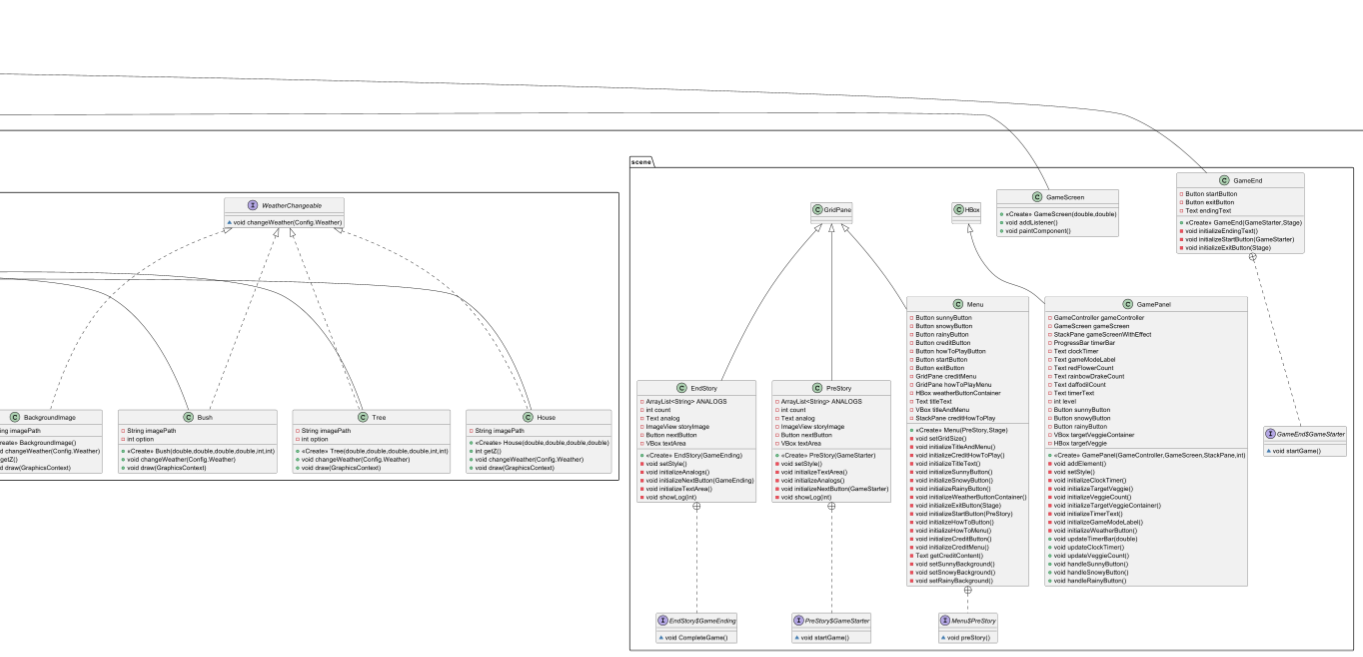 WeatherChangeable
void changeWeather(Config.Weather)
BackgroundImage
ing imagePath
reate» BackgroundImage()
d changeWeather(Config.Weather)
getZ()
d draw(GraphicsContext)
Bush
String imagePath
int option
«Create» Bush(double,double,double,double,int,int)
void changeWeather(Config.Weather)
void draw(GraphicsContext)
Tree
String imagePath
int option
«Create» Tree(double,double,double,double,int)
void changeWeather(Config.Weather)
void draw(GraphicsContext)
House
String imagePath
«Create» House(double,double,double,double)
int getZ()
void changeWeather(Config.Weather)
void draw(GraphicsContext)
scene
GridPane
HBox
GameScreen
«Create» GameScreen(double,double)
void addListener()
void paintComponent()
GameEnd
Button startButton
Button exitButton
Text endingText
«Create» GameEnd(GameStarter,Stage)
void initializeEndingText()
void initializeStartButton(GameStarter)
void initializeExitButton(Stage)
EndStory
ArrayList<String> ANALOGS
int count
Text analog
ImageView storyImage
Button nextButton
VBox textArea
«Create» EndStory(GameEnding)
void setStyle()
void initializeAnalogs()
void initializeNextButton(GameEnding)
void initializeTextArea()
void showLog(int)
PreStory
ArrayList<String> ANALOGS
int count
Text analog
ImageView storyImage
Button nextButton
VBox textArea
«Create» PreStory(GameStarter)
void setStyle()
void initializeTextArea()
void initializeAnalogs()
void initializeNextButton(GameStarter)
void showLog(int)
Menu
Button sunnyButton
Button snowyButton
Button rainyButton
Button creditButton
Button howToPlayButton
Button startButton
Button exitButton
GridPane creditMenu
GridPane howToPlayMenu
HBox weatherButtonContainer
Text titleText
VBox titleAndMenu
StackPane creditHowToPlay
«Create» Menu(PreStory,Stage)
void setGridSize()
void initializeTitleAndMenu()
void initializeCreditHowToPlay()
void initializeTitleText()
void initializeSunnyButton()
void initializeSnowyButton()
void initializeRainyButton()
void initializeWeatherButtonContainer()
void initializeExitButton(Stage)
void initializeStartButton(PreStory)
void initializeHowToButton()
void initializeHowToMenu()
void initializeCreditButton()
void initializeCreditMenu()
Text getCreditContent()
void setSunnyBackground()
void setSnowyBackground()
void setRainyBackground()
GamePanel
GameController gameController
GameScreen gameScreen
StackPane gameScreenWithEffect
ProgressBar timerBar
Text clockTimer
Text gameModeLabel
Text redFlowerCount
Text rainbowDrakeCount
Text daffodilCount
Text timerText
int level
Button sunnyButton
Button snowyButton
Button rainyButton
VBox targetVeggieContainer
HBox targetVeggie
«Create» GamePanel(GameController,GameScreen,StackPane,int)
void addElement()
void setStyle()
void initializeClockTimer()
void initializeTargetVeggie()
void initializeVeggieCount()
void initializeTargetVeggieContainer()
void initializeTimerText()
void initializeGameModeLabel()
void initializeWeatherButton()
void updateTimerBar(double)
void updateClockTimer()
void updateVeggieCount()
void handleSunnyButton()
void handleSnowyButton()
void handleRainyButton()
GameEnd$GameStarter
void startGame()
EndStory$GameEnding
void CompleteGame()
PreStory$GameStarter
void startGame()
Menu$PreStory
void preStory()